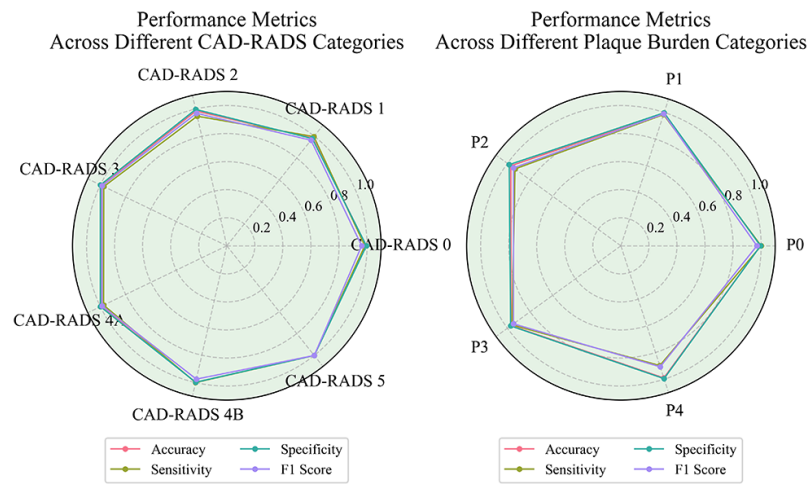 Performance Metrics
Across Different CAD-RADS Categories
CAD-RADS 2
CAD-RADS 1
CAD-RADS 3
1.0
0.8
0.6
0.4
0.2
CAD-RADS 0
CAD-RADS 4A
CAD-RADS 5
CAD-RADS 4B
Accuracy
Specificity
Sensitivity
F1 Score
Performance Metrics
Across Different Plaque Burden Categories
P1
P2
1.0
0.8
0.6
0.4
0.2
P0
P3
P4
Accuracy
Specificity
Sensitivity
F1 Score